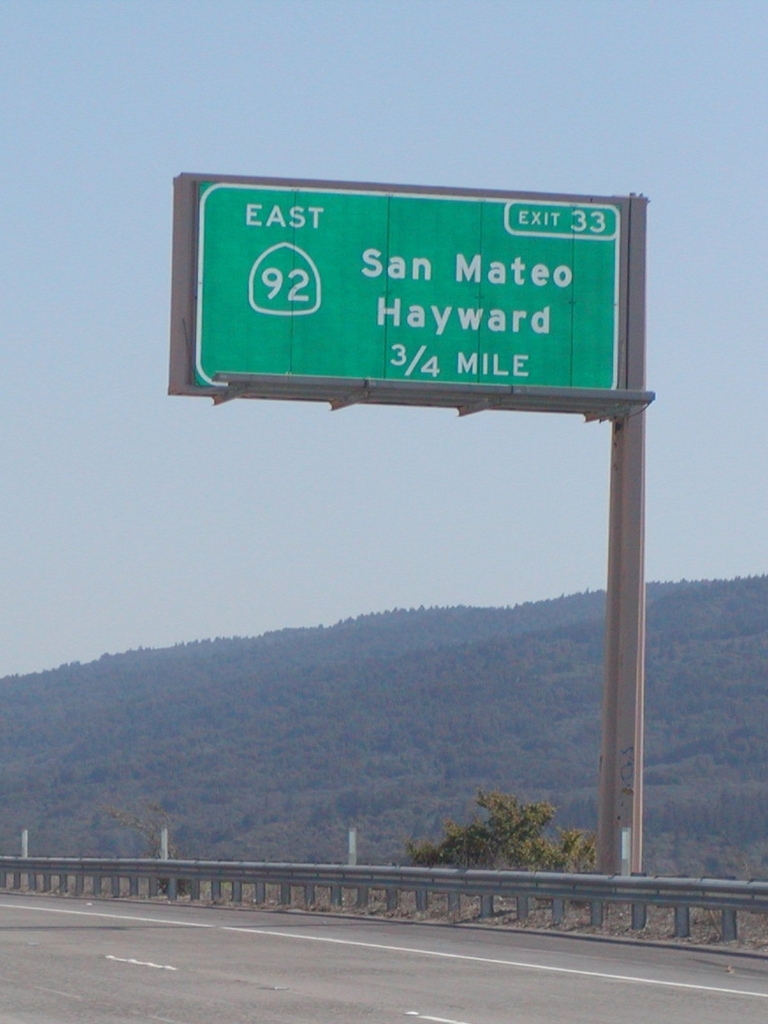 EAST
EXIT 33
92
San Mateo
Hayward
3/4 MILE